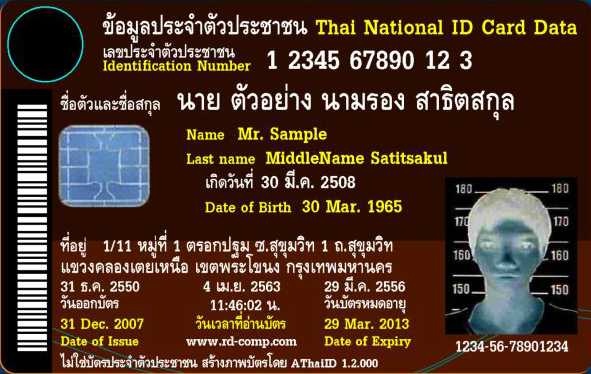 ข้อมูลประจำตัวประชาชน Thai National ID Card Data
เลขประจำตัวประชาชน
Identification Number 1 2345 67890 12 3
ชื่อตัวและชื่อสกุล นาย ตัวอย่าง นามรอง สาธิตสกุล
Name Mr. Sample
Last name MiddleName Satitsakul
เกิดวันที่ 30 มี.ค. 2508
Date of Birth 30 Mar. 1965
180 180
170 170
160 160
150 150
ที่อยู่ 1/11 หมู่ที่ 1 ตรอกปฐม ซ.สุขุมวิท 1 ถ.สุขุมวิท
แขวงคลองเตยเหนือ เขตพระโขนง กรุงเทพมหานคร
31 ธ.ค. 2550 4 เม.ย. 2563 29 มี.ค. 2556
วันออกบัตร 11:46:02 น. วันบัตรหมดอายุ
31 Dec. 2007 วันเวลาที่อ่านบัตร 29 Mar. 2013
Date of Issue www.rd-comp.com Date of Expiry
1234-56-78901234
ไม่ใช่บัตรประจำตัวประชาชน สร้างภาพบัตรโดย AThaiID 1.2.000